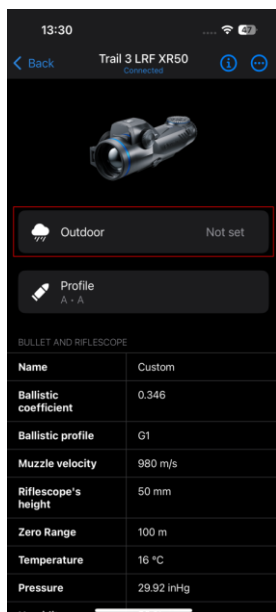 13:30
47
Back
Trail 3 LRF XR50
Connected
Outdoor
Not set
Profile
A • A
BULLET AND RIFLESCOPE
Name
Custom
Ballistic
coefficient
0.346
Ballistic profile
G1
Muzzle velocity
980 m/s
Riflescope's
height
50 mm
Zero Range
100 m
Temperature
16 ºC
Pressure
29.92 inHg